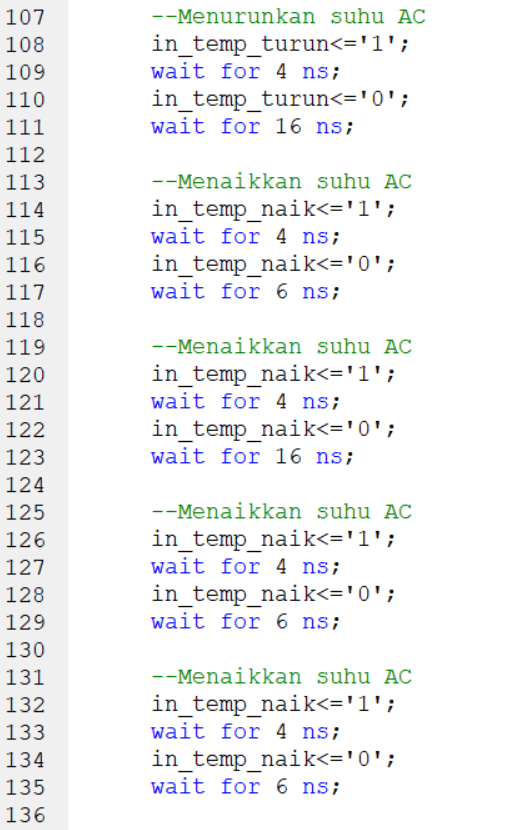 107 --Menurunkan suhu AC
108 in_temp_turun<='1';
109 wait for 4 ns;
110 in_temp_turun<='0';
111 wait for 16 ns;
112
113 --Menaikkan suhu AC
114 in_temp_naik<='1';
115 wait for 4 ns;
116 in_temp_naik<='0';
117 wait for 6 ns;
118
119 --Menaikkan suhu AC
120 in_temp_naik<='1';
121 wait for 4 ns;
122 in_temp_naik<='0';
123 wait for 16 ns;
124
125 --Menaikkan suhu AC
126 in_temp_naik<='1';
127 wait for 4 ns;
128 in_temp_naik<='0';
129 wait for 6 ns;
130
131 --Menaikkan suhu AC
132 in_temp_naik<='1';
133 wait for 4 ns;
134 in_temp_naik<='0';
135 wait for 6 ns;
136